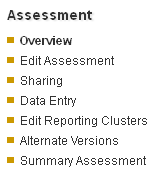 Assessment
Overview
Edit Assessment
Sharing
Data Entry
Edit Reporting Clusters
Alternate Versions
Summary Assessment